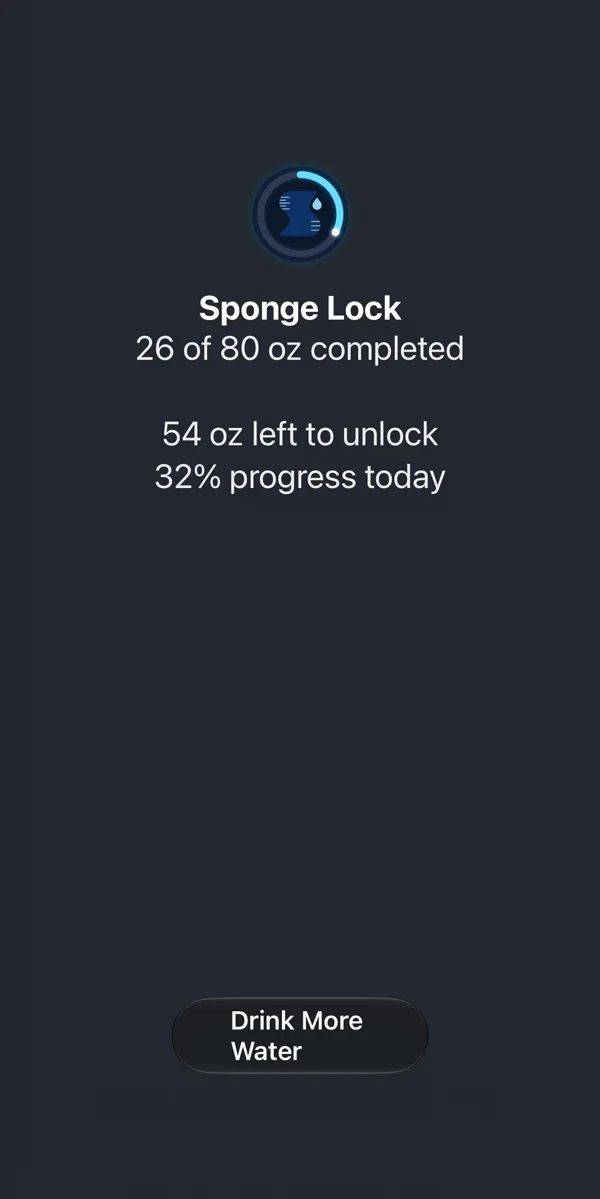 Sponge Lock
26 of 80 oz completed
54 oz left to unlock
32% progress today
Drink More
Water